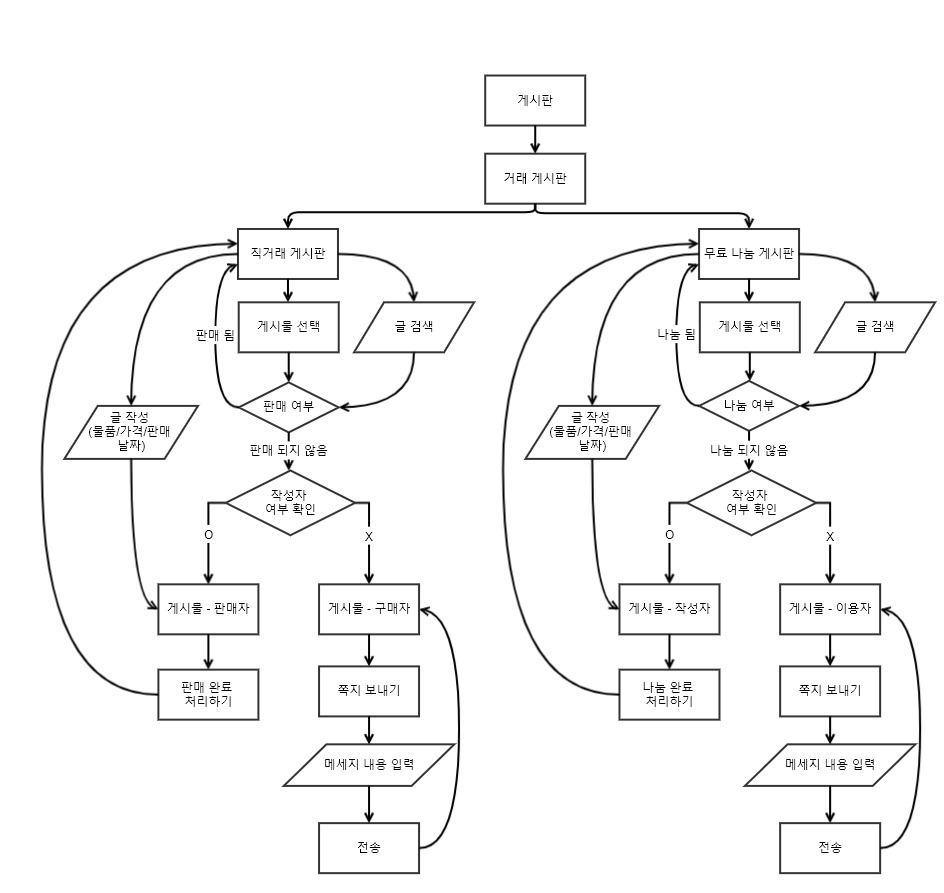 게시판
거래 게시판
직거래 게시판
무료 나눔 게시판
판매 됨
게시물 선택
글 검색
나눔 됨
게시물 선택
글 검색
글 작성
(물품/가격/판매
날짜)
판매 여부
글 작성
(물품/가격/판매
날짜)
나눔 여부
판매 되지 않음
나눔 되지 않음
작성자
여부 확인
작성자
여부 확인
O
X
O
X
게시물 - 판매자
게시물 - 구매자
게시물 - 작성자
게시물 - 이용자
판매 완료
처리하기
쪽지 보내기
나눔 완료
처리하기
쪽지 보내기
메세지 내용 입력
메세지 내용 입력
전송
전송